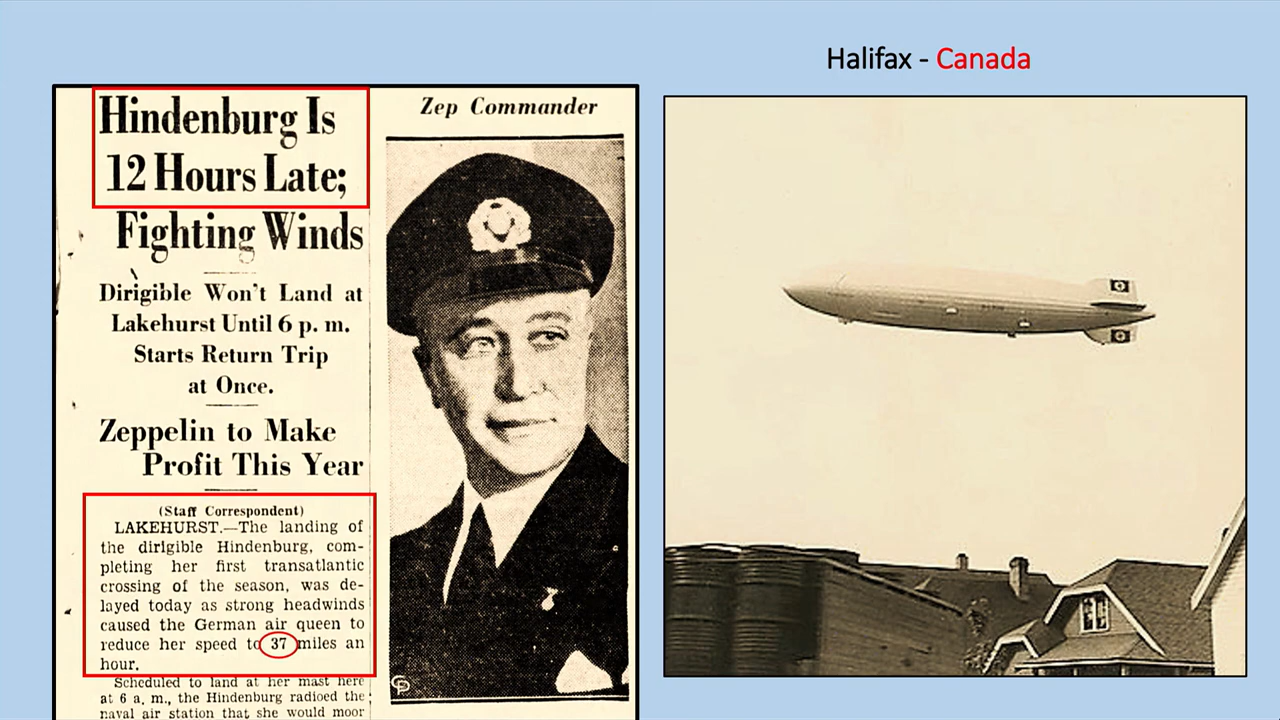 Halifax - Canada
Hindenburg Is
12 Hours Late;
Fighting Winds
Dirigible Won't Land at
Lakehurst Until 6 p. m.
Starts Return Trip
at Once.
Zeppelin to Make
Profit This Year
(Staff Correspondent)
LAKEHURST.—The landing of
the dirigible Hindenburg, com-
pleting her first transatlantic
crossing of the season, was de-
layed today as strong headwinds
caused the German air queen to
reduce her speed to 37 miles an
hour.
Scheduled to land at her mast here
at 6 a. m., the Hindenburg radioed the
naval air station that she would moor
Zep Commander